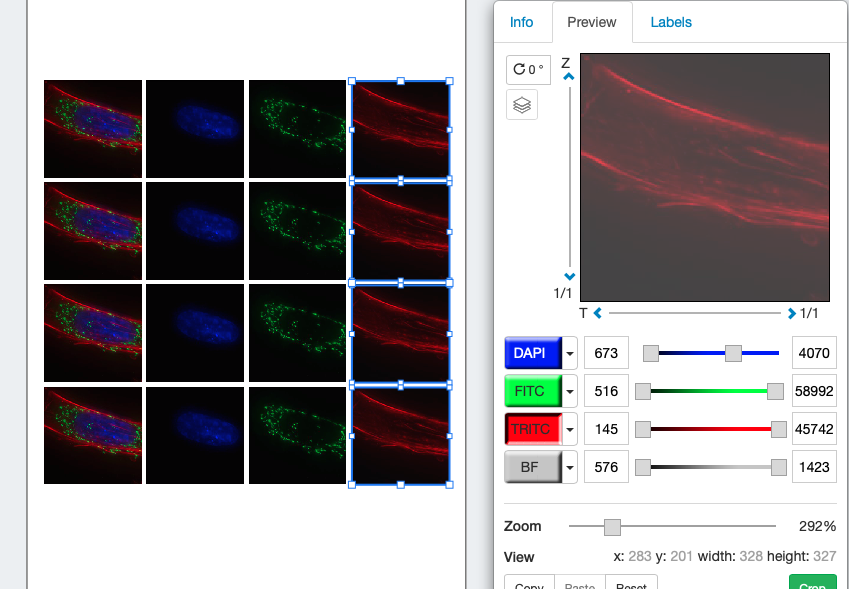 Info Preview Labels
0 °
Z
1/1
T 1/1
DAPI 673 4070
FITC 516 58992
TRITC 145 45742
BF 576 1423
Zoom 292%
View x: 283 y: 201 width: 328 height: 327
Copy Paste Reset Crop